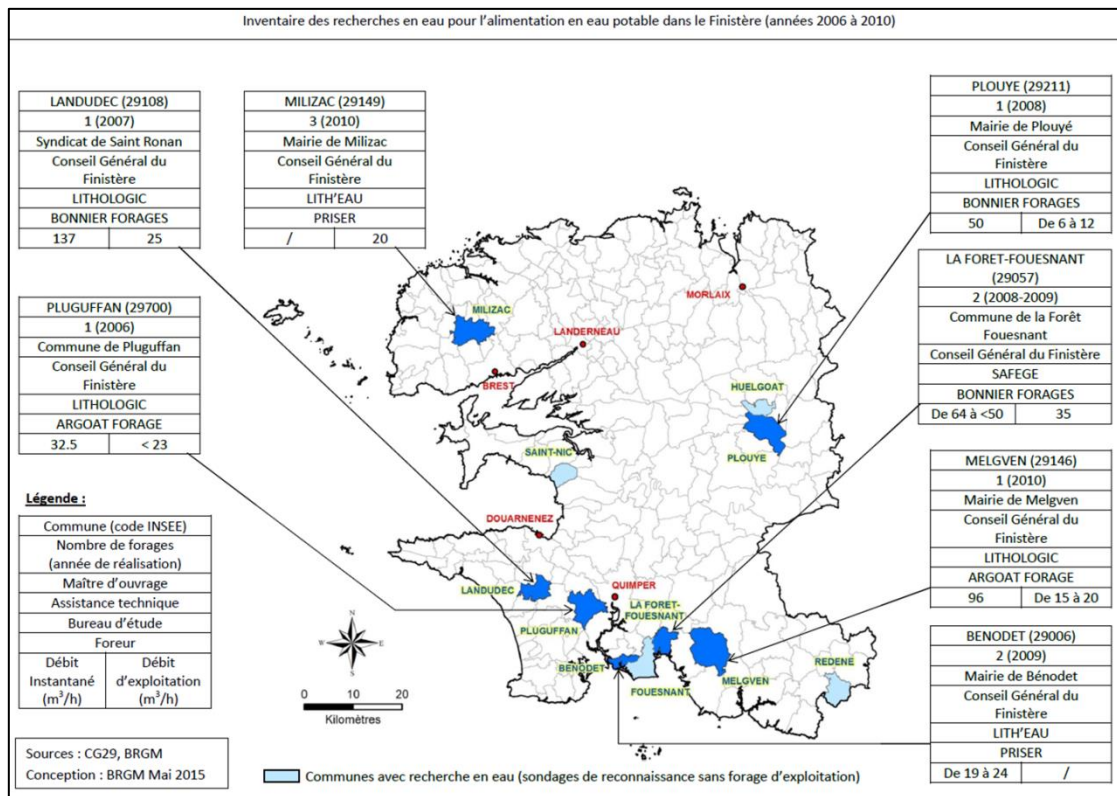 Inventaire des recherches en eau pour l'alimentation en eau potable dans le Finistère (années 2006 à 2010)
LANDUDEC (29108)
1 (2007)
Syndicat de Saint Ronan
Conseil Général du
Finistère
LITHOLOGIC
BONNIER FORAGES
137 25
MILIZAC (29149)
3 (2010)
Mairie de Milizac
Conseil Général du
Finistère
LITH'EAU
PRISER
/ 20
PLOUYE (29211)
1 (2008)
Mairie de Plouyé
Conseil Général du
Finistère
LITHOLOGIC
BONNIER FORAGES
50 De 6 à 12
PLUGUFFAN (29700)
1 (2006)
Commune de Pluguffan
Conseil Général du
Finistère
LITHOLOGIC
ARGOAT FORAGE
32.5 < 23
LA FORET-FOUESNANT
(29057)
2 (2008-2009)
Commune de la Forêt
Fouesnant
Conseil Général du Finistère
SAFEGE
BONNIER FORAGES
De 64 à <50 35
MELGVEN (29146)
1 (2010)
Mairie de Melgven
Conseil Général du
Finistère
LITHOLOGIC
ARGOAT FORAGE
96 De 15 à 20
BENODET (29006)
2 (2009)
Mairie de Bénodet
Conseil Général du
Finistère
LITH'EAU
PRISER
De 19 à 24 /
MORLAIX
MILIZAC
LANDERNEAU
BREST
HUELGOAT
PLOUYE
SAINT-NIC
DOUARNENEZ
QUIMPER
LANDUDEC
LA FORET-
FOUESNANT
PLUGUFFAN
BENODET
FOUESNANT
MELGVEN
REDENE
Légende :
Commune (code INSEE)
Nombre de forages
(année de réalisation)
Maître d'ouvrage
Assistance technique
Bureau d'étude
Foreur
Débit
Instantané
(m³/h)
Débit
d'exploitation
(m³/h)
N
W E
S
0 10 20
Kilomètres
Sources : CG29, BRGM
Conception : BRGM Mai 2015
Communes avec recherche en eau (sondages de reconnaissance sans forage d'exploitation)